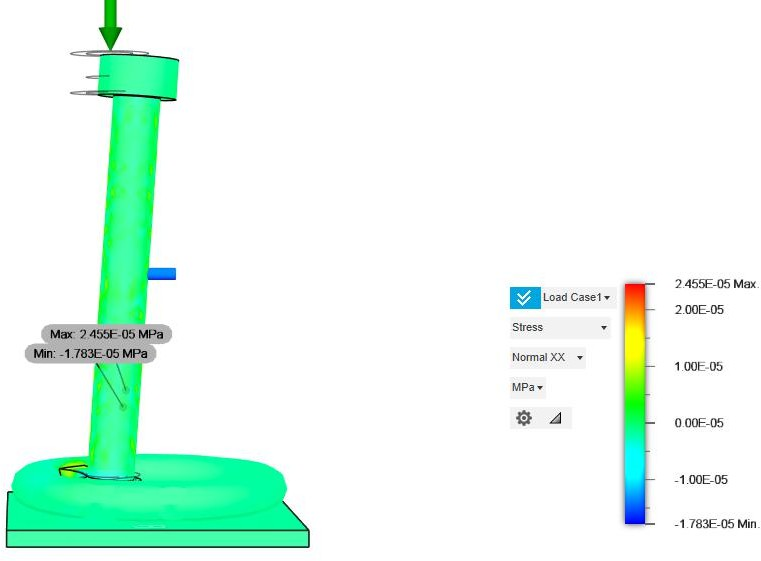 Max: 2.455E-05 MPa
Min: -1.783E-05 MPa
Load Case1
Stress
Normal XX
MPa
2.455E-05 Max.
2.00E-05
1.00E-05
0.00E-05
-1.00E-05
-1.783E-05 Min.